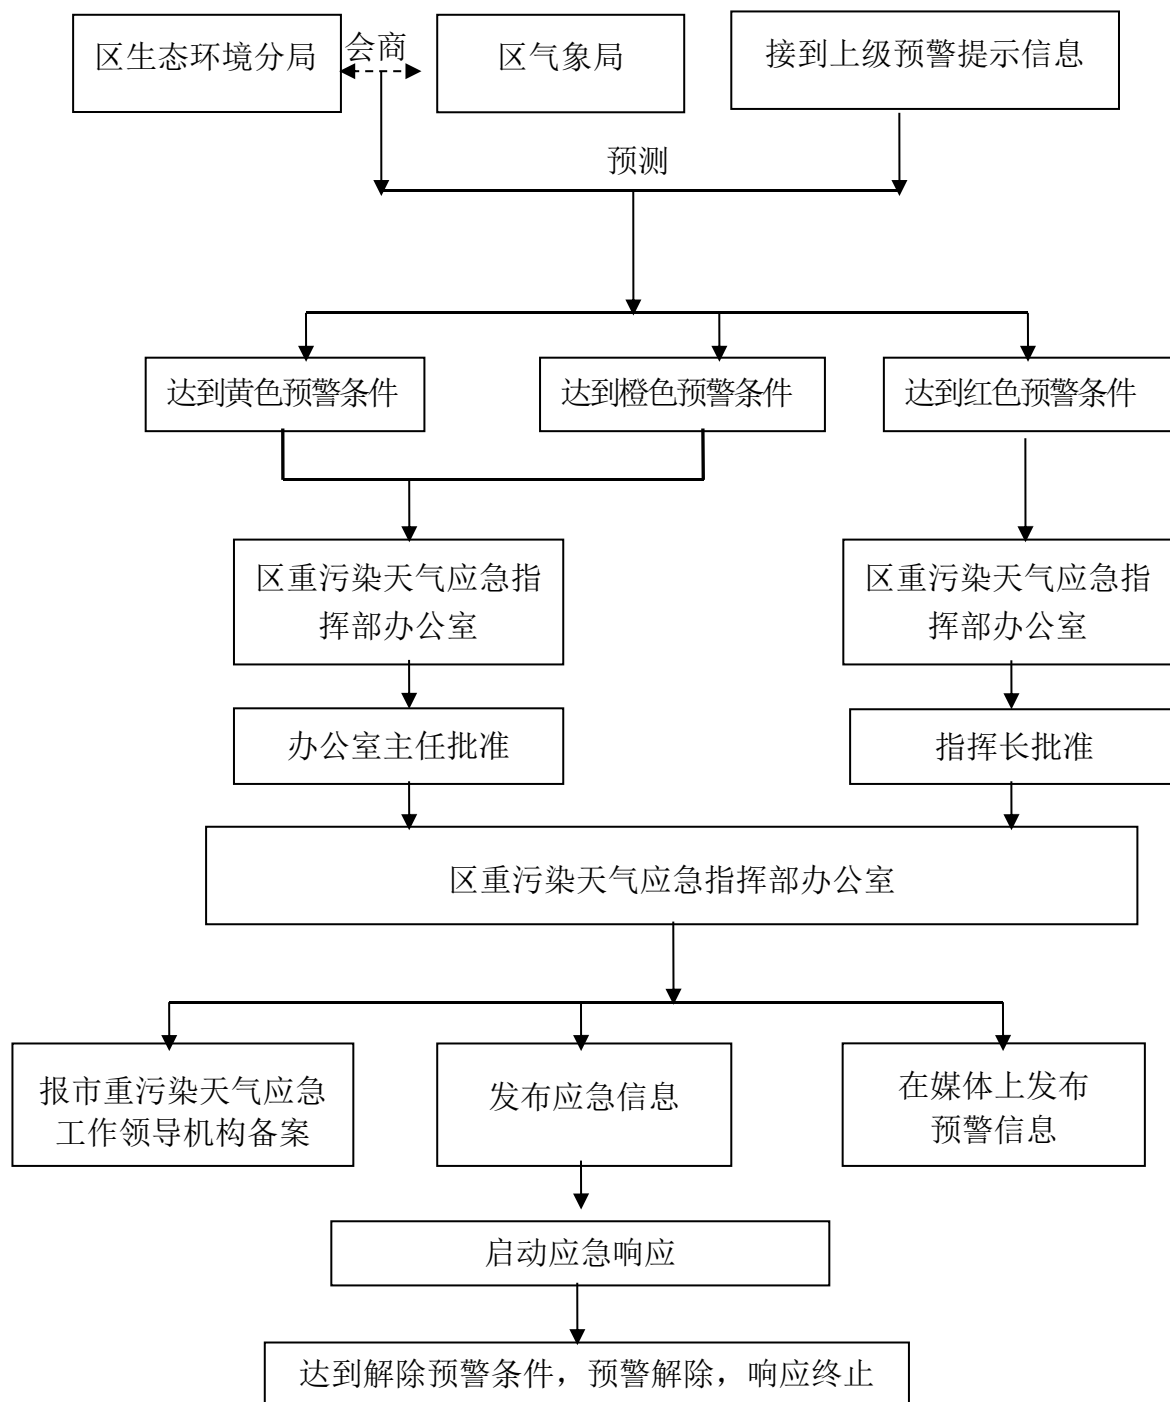 区生态环境分局
会商
区气象局
接到上级预警提示信息
预测
达到黄色预警条件
达到橙色预警条件
达到红色预警条件
区重污染天气应急指
挥部办公室
区重污染天气应急指
挥部办公室
办公室主任批准
指挥长批准
区重污染天气应急指挥部办公室
报市重污染天气应急
工作领导机构备案
发布应急信息
在媒体上发布
预警信息
启动应急响应
达到解除预警条件，预警解除，响应终止